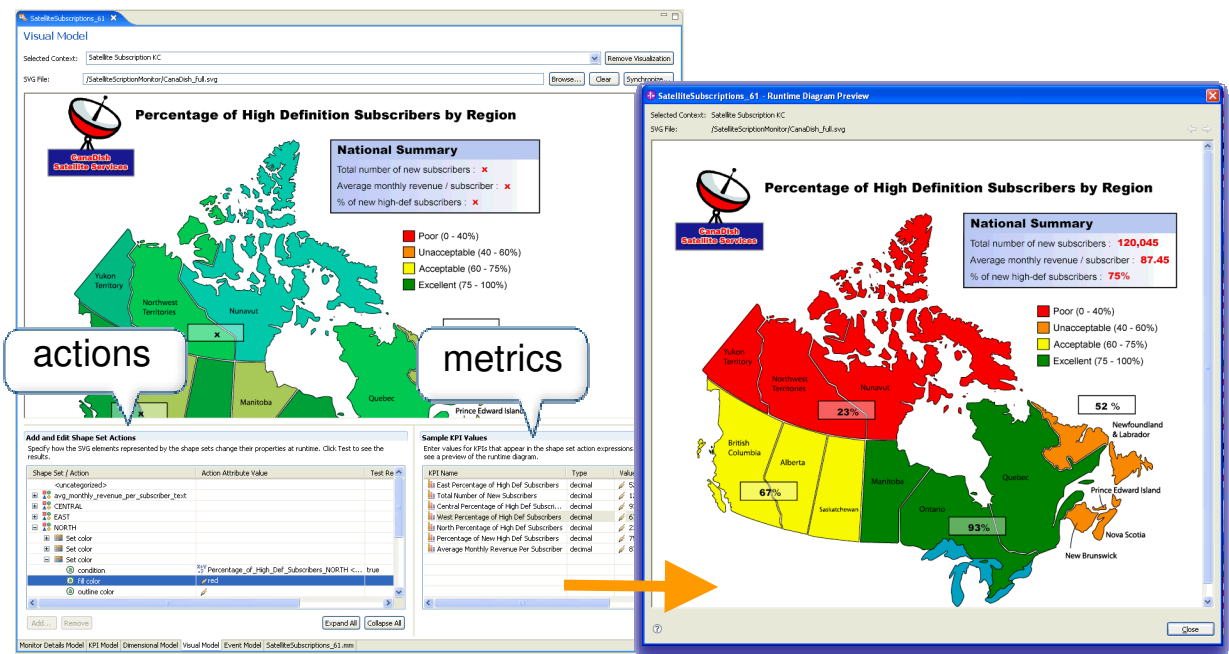 SatelliteSubscriptions_61
Visual Model
Selected Context: Satellite Subscription KC
Remove Visualization
SVG File: /SatelliteScriptionMonitor/CanaDish_full.svg
Browse... Clear Synchronize...
CanaDish
Satellite Services
Percentage of High Definition Subscribers by Region
National Summary
Total number of new subscribers : x
Average monthly revenue / subscriber : x
% of new high-def subscribers : x
Poor (0 - 40%)
Unacceptable (40 - 60%)
Acceptable (60 - 75%)
Excellent (75 - 100%)
Yukon
Territory
Northwest
Territories
Nunavut
x
x
Manitoba
Quebec
Prince Edward Island
actions
metrics
Add and Edit Shape Set Actions
Specify how the SVG elements represented by the shape sets change their properties at runtime. Click Test to see the
results.
Shape Set / Action Action Attribute Value Test Re
<uncategorized>
avg_monthly_revenue_per_subscriber_text
CENTRAL
EAST
NORTH
Set color
Set color
Set color
condition Percentage_of_High_Def_Subscribers_NORTH <... true
fill color red
outline color
Add... Remove Expand All Collapse All
Sample KPI Values
Enter values for KPIs that appear in the shape set action expressions
see a preview of the runtime diagram.
KPI Name Type Value
East Percentage of High Def Subscribers decimal
Total Number of New Subscribers decimal
Central Percentage of High Def Subscri... decimal
West Percentage of High Def Subscribers decimal
North Percentage of High Def Subscribers decimal
Percentage of New High Def Subscribers decimal
Average Monthly Revenue Per Subscriber decimal
Monitor Details Model KPI Model Dimensional Model Visual Model Event Model SatelliteSubscriptions_61.mm
SatelliteSubscriptions_61 - Runtime Diagram Preview
Selected Context: Satellite Subscription KC
SVG File: /SatelliteScriptionMonitor/CanaDish_full.svg
CanaDish
Satellite Services
Percentage of High Definition Subscribers by Region
National Summary
Total number of new subscribers : 120,045
Average monthly revenue / subscriber : 87.45
% of new high-def subscribers : 75%
Poor (0 - 40%)
Unacceptable (40 - 60%)
Acceptable (60 - 75%)
Excellent (75 - 100%)
Yukon
Territory
Northwest
Territories
Nunavut
23%
52 %
Newfoundland
& Labrador
British
Columbia
Alberta
67%
Saskatchewan
Manitoba
Ontario
93%
Quebec
Prince Edward Island
Nova Scotia
New Brunswick
Close